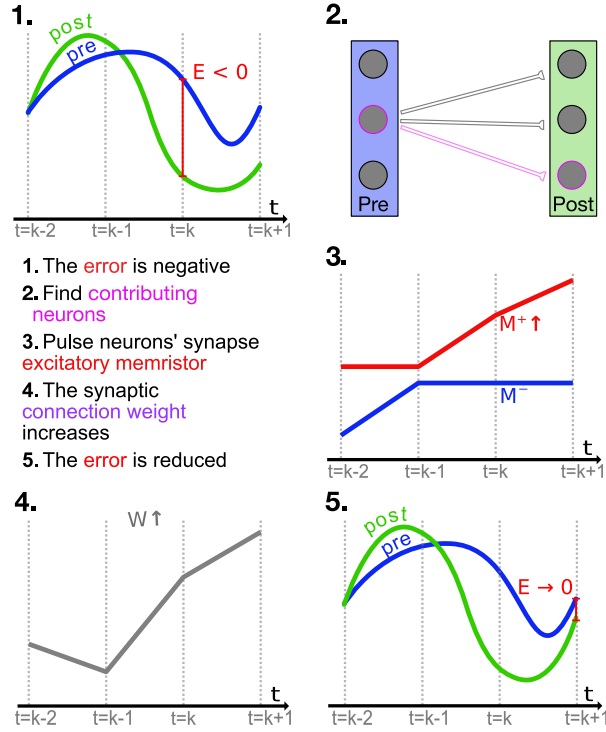 1.
post
pre
E < 0
t
t=k-2
t=k-1
t=k
t=k+1
2.
Pre
Post
1. The error is negative
2. Find contributing
neurons
3. Pulse neurons' synapse
excitatory memristor
4. The synaptic
connection weight
increases
5. The error is reduced
3.
M⁺↑
M⁻
t
t=k-2
t=k-1
t=k
t=k+1
4.
W↑
t
t=k-2
t=k-1
t=k
t=k+1
5.
post
pre
E → 0
t
t=k-2
t=k-1
t=k
t=k+1